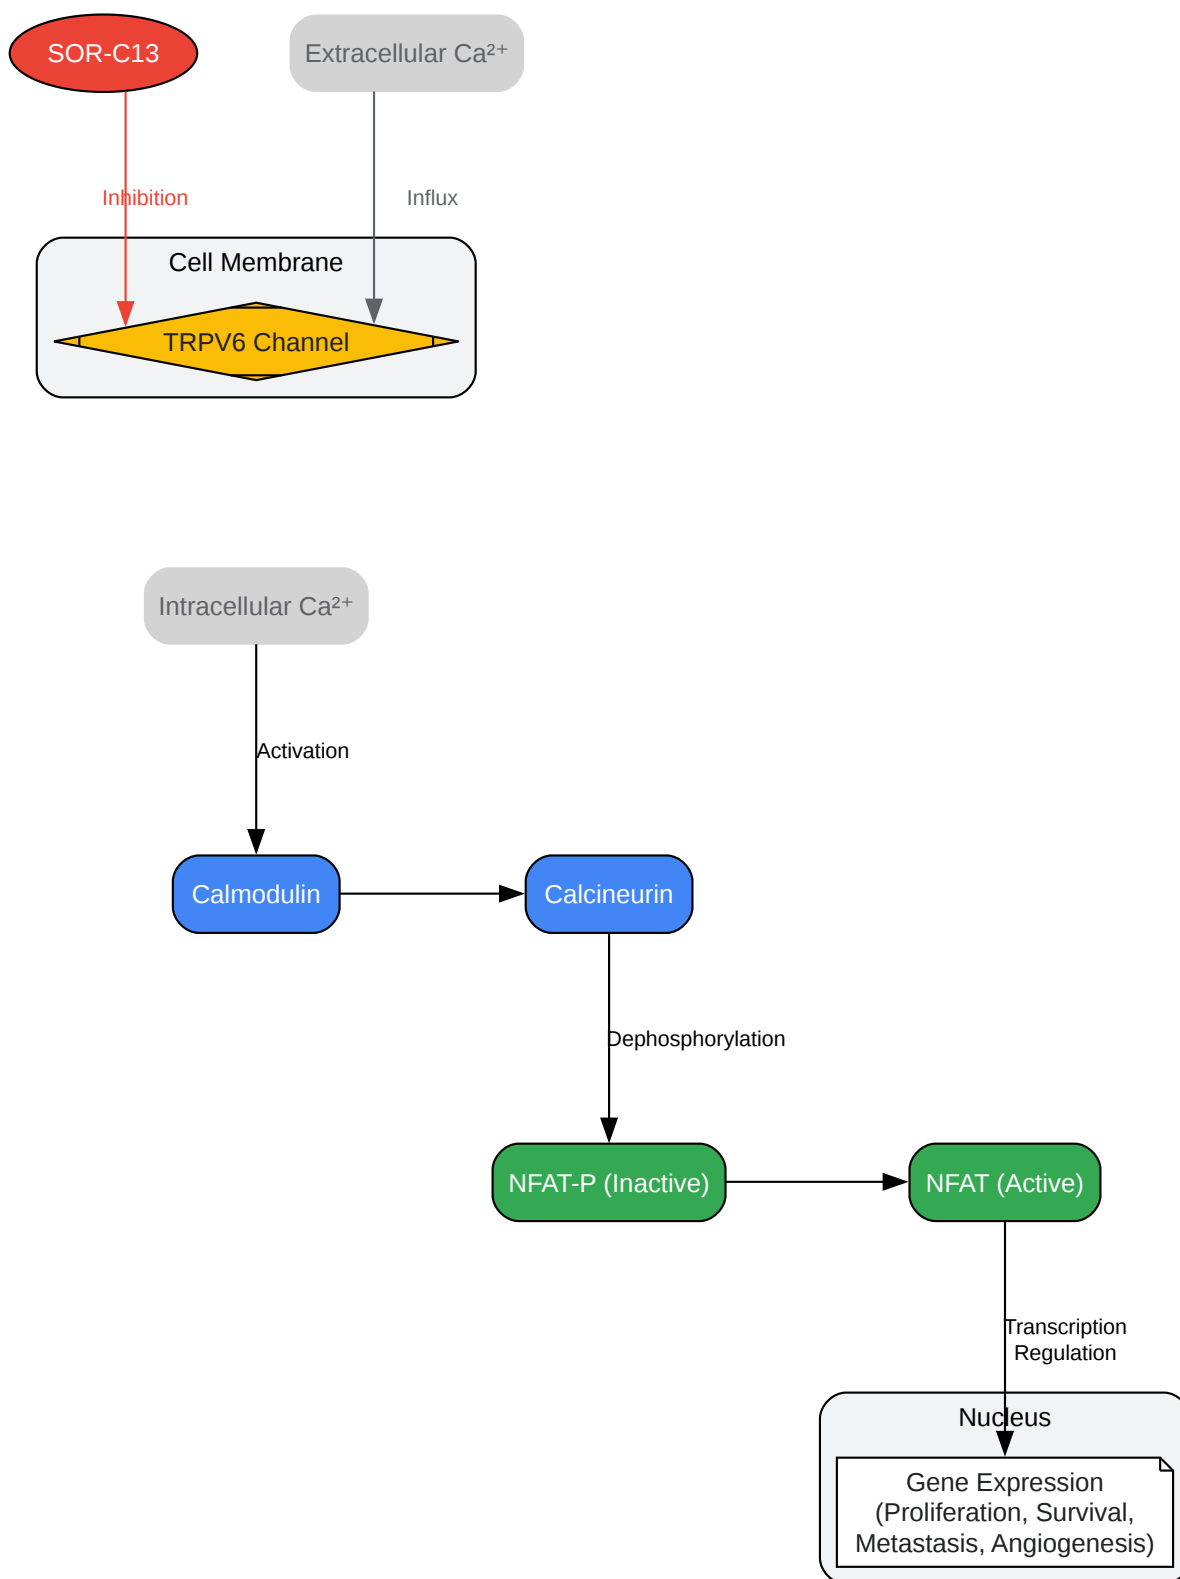 SOR-C13
Extracellular Ca²⁺
Inhibition
Influx
Cell Membrane
TRPV6 Channel
Intracellular Ca²⁺
Activation
Calmodulin
Calcineurin
Dephosphorylation
NFAT-P (Inactive)
NFAT (Active)
Transcription
Regulation
Nucleus
Gene Expression
(Proliferation, Survival,
Metastasis, Angiogenesis)